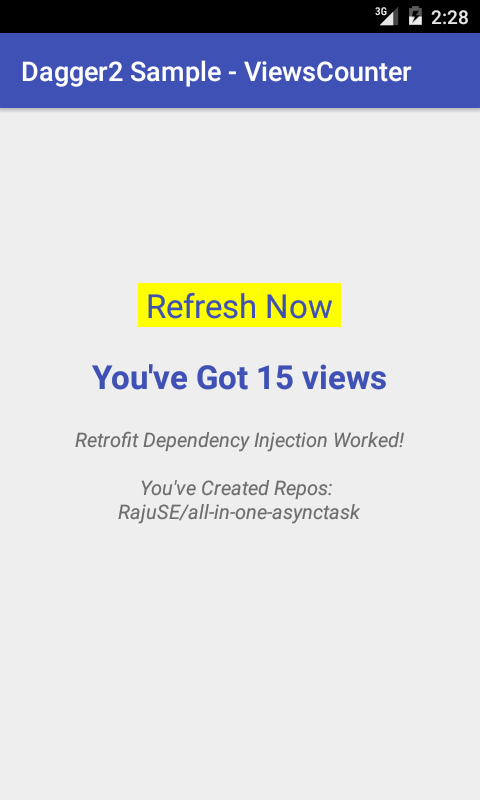 3G 2:28
Dagger2 Sample - ViewsCounter
Refresh Now
You've Got 15 views
Retrofit Dependency Injection Worked!
You've Created Repos:
RajuSE/all-in-one-asynctask